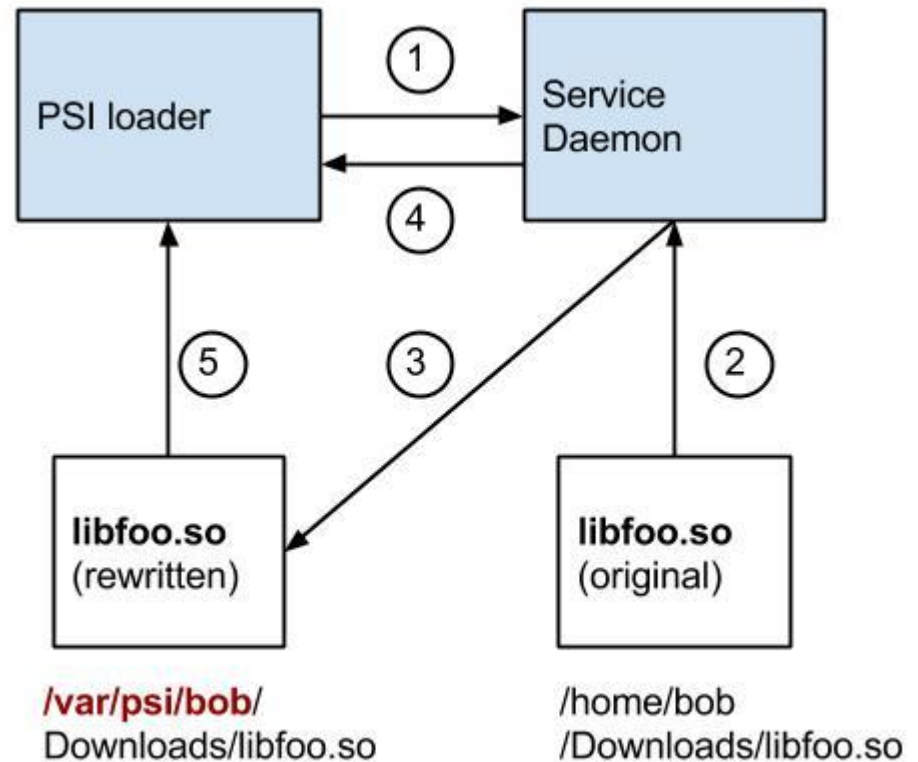 PSI loader
1
Service
Daemon
4
5
3
2
libfoo.so
(rewritten)
libfoo.so
(original)
/var/psi/bob/
Downloads/libfoo.so
/home/bob
/Downloads/libfoo.so